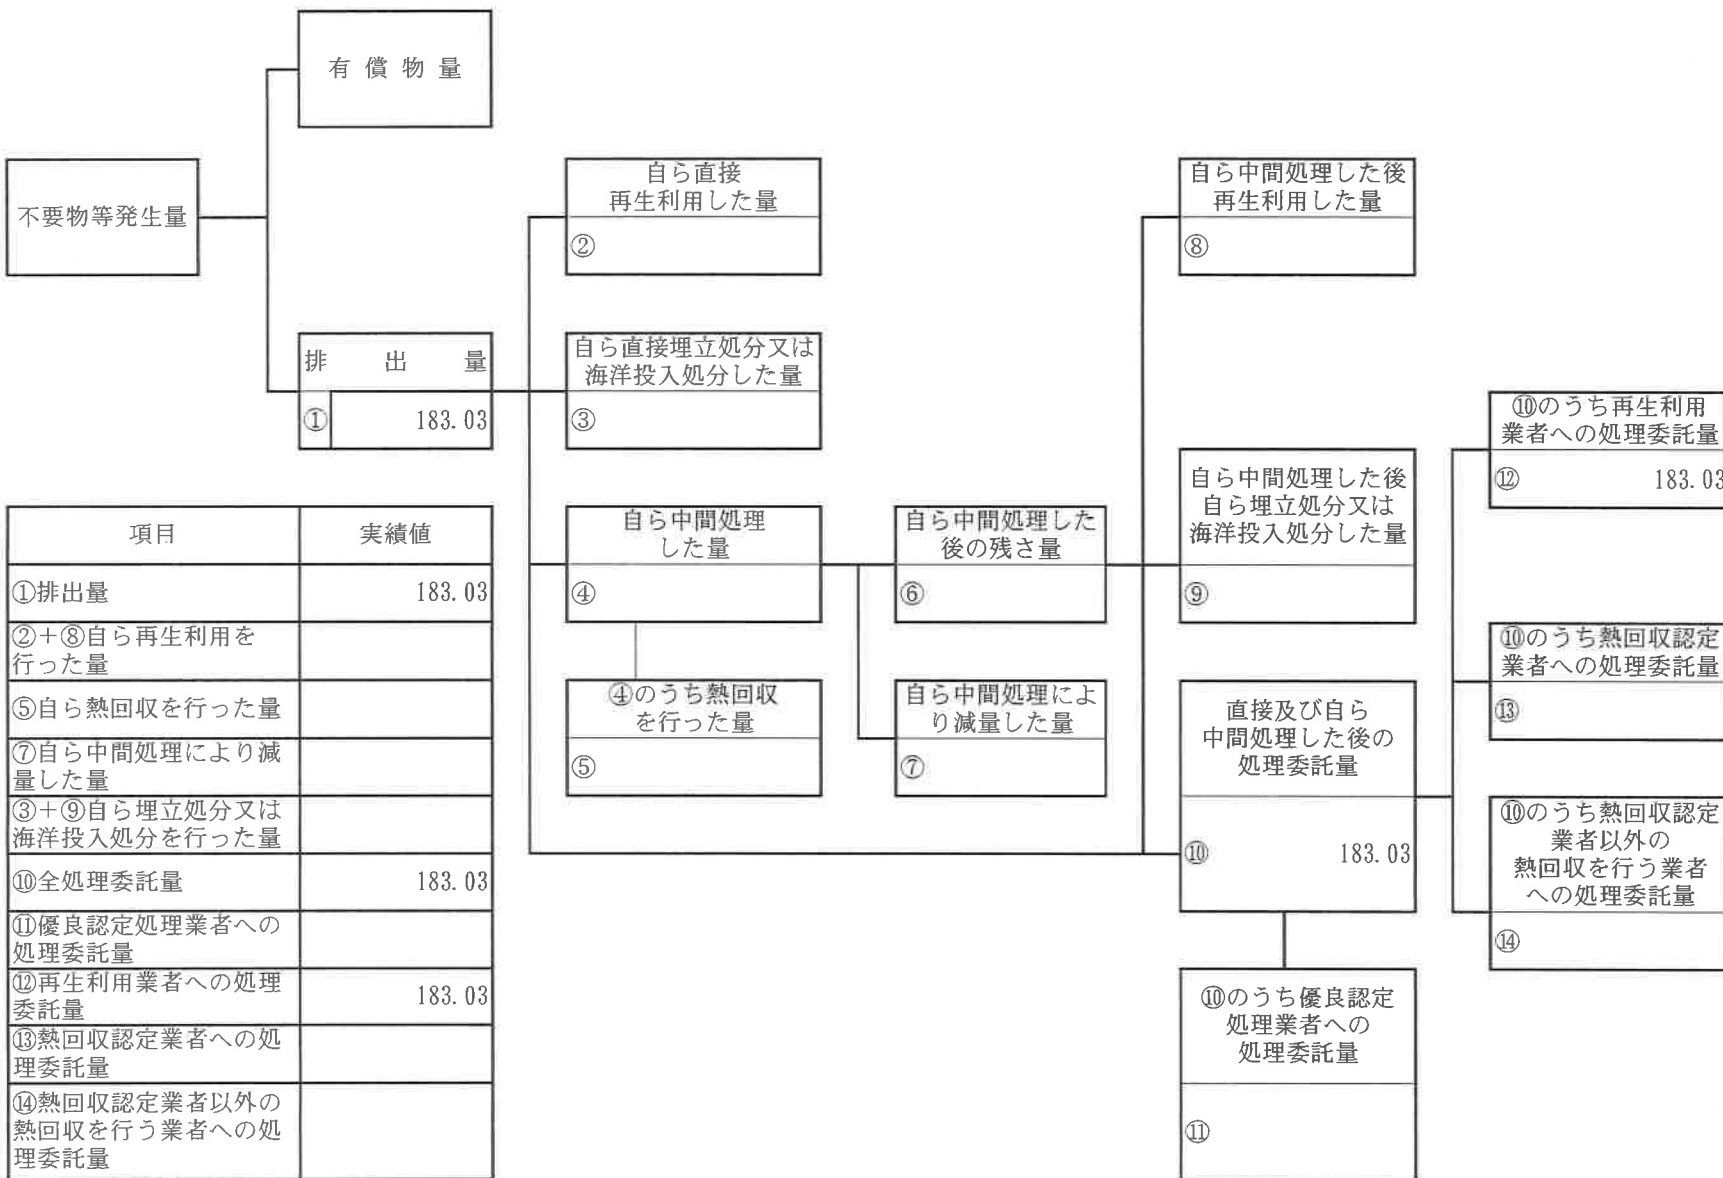 有償物量
不要物等発生量
自ら直接
再生利用した量
②
自ら中間処理した後
再生利用した量
⑧
排出量
① 183.03
自ら直接埋立処分又は
海洋投入処分した量
③
⑩のうち再生利用
業者への処理委託量
⑫ 183.03
自ら中間処理した後
自ら埋立処分又は
海洋投入処分した量
⑨
自ら中間処理
した量
④
自ら中間処理した
後の残さ量
⑥
⑩のうち熱回収認定
業者への処理委託量
⑬
④のうち熱回収
を行った量
⑤
自ら中間処理によ
り減量した量
⑦
直接及び自ら
中間処理した後の
処理委託量
⑩ 183.03
⑩のうち熱回収認定
業者以外の
熱回収を行う業者
への処理委託量
⑭
⑩のうち優良認定
処理業者への
処理委託量
⑪
項目 実績値
①排出量 183.03
②+⑧自ら再生利用を
行った量
⑤自ら熱回収を行った量
⑦自ら中間処理により減
量した量
③+⑨自ら埋立処分又は
海洋投入処分を行った量
⑩全処理委託量 183.03
⑪優良認定処理業者への
処理委託量
⑫再生利用業者への処理
委託量 183.03
⑬熱回収認定業者への処
理委託量
⑭熱回収認定業者以外の
熱回収を行う業者への処
理委託量